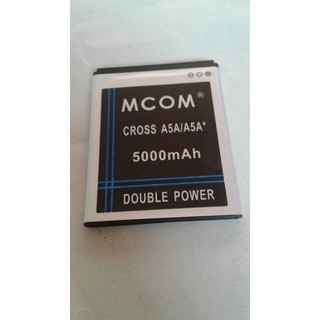 MCOM®
CROSS A5A/A5A*
5000mAh
DOUBLE POWER